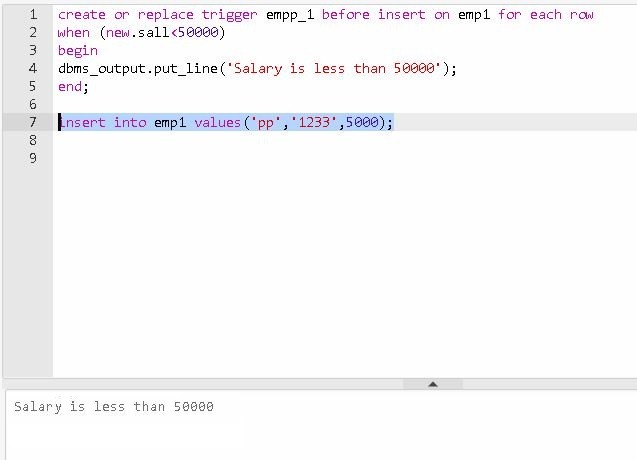 1 create or replace trigger empp_1 before insert on emp1 for each row
2 when (new.sall<50000)
3 begin
4 dbms_output.put_line('Salary is less than 50000');
5 end;
6
7 insert into emp1 values('pp','1233',5000);
8
9
Salary is less than 50000